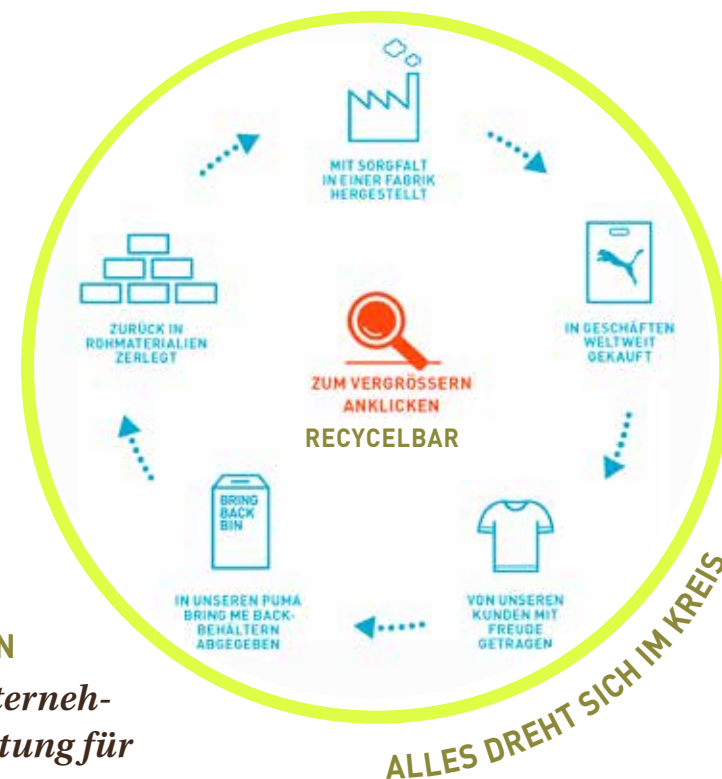 MIT SORGFALT
IN EINER FABRIK
HERGESTELLT
IN GESCHÄFTEN
WELTWEIT
GEKAUFT
VON UNSEREN
KUNDEN MIT
FREUDE
GETRAGEN
BRING
BACK
BIN
IN UNSEREN PUMA
BRING ME BACK-
BEHÄLTERN
ABGEGEBEN
ZURÜCK IN
ROHMATERIALIEN
ZERLEGT
ZUM VERGRÖSSERN
ANKLICKEN
RECYCELBAR
ALLES DREHT SICH IM KREIS
N
terneh-
tung für